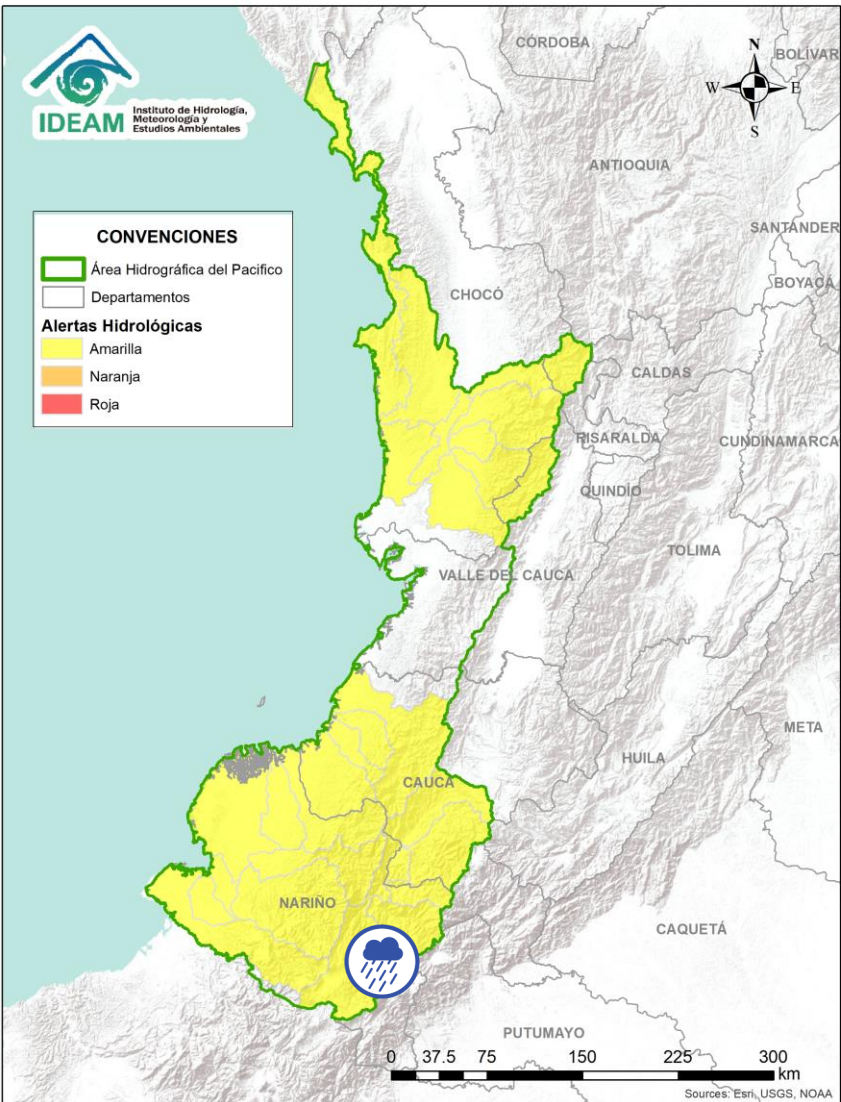 IDEAM
Instituto de Hidrología,
Meteorología y
Estudios Ambientales
CÓRDOBA
BOLÍVAR
N
W
E
S
ANTIOQUIA
SANTANDER
BOYACÁ
CONVENCIONES
Área Hidrográfica del Pacifico
Departamentos
Alertas Hidrológicas
Amarilla
Naranja
Roja
CHOCÓ
CALDAS
RISARALDA
CUNDINAMARCA
QUINDÍO
TOLIMA
VALLE DEL CAUCA
META
HUILA
CAUCA
NARIÑO
CAQUETÁ
PUTUMAYO
0 37.5 75 150 225 300
km
Sources: Esri, USGS, NOAA